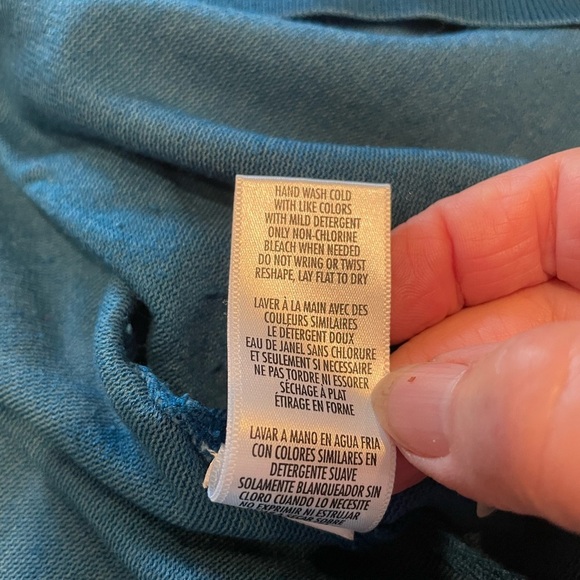 HAND WASH COLD
WITH LIKE COLORS
WITH MILD DETERGENT
ONLY NON-CHLORINE
BLEACH WHEN NEEDED
DO NOT WRING OR TWIST
RESHAPE, LAY FLAT TO DRY
LAVER À LA MAIN AVEC DES
COULEURS SIMILAIRES
LE DÉTERGENT DOUX
EAU DE JANEL SANS CHLORURE
ET SEULEMENT SI NECESSAIRE
NE PAS TORDRE NI ESSORER
SÉCHAGE À PLAT
ÉTIRAGE EN FORME
LAVAR A MANO EN AGUA FRIA
CON COLORES SIMILARES EN
DETERGENTE SUAVE
SOLAMENTE BLANQUEADOR SIN
CLORO CUANDO LO NECESITE
NO EXPRIMIR NI ESTRUJAR
SOBRE